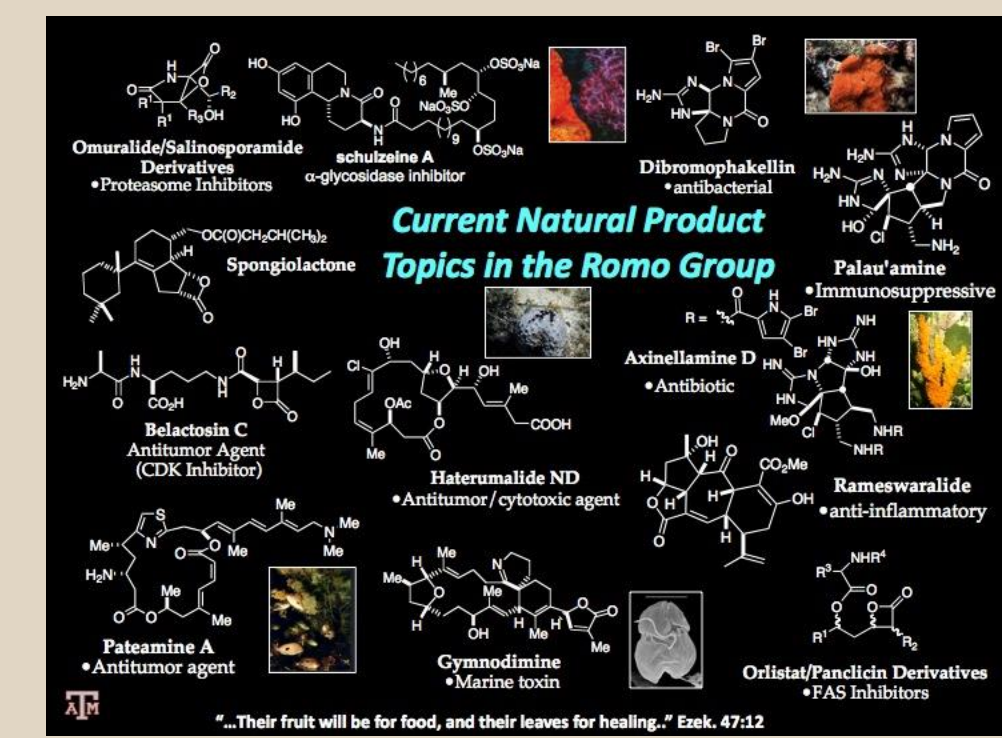 Omuralide/Salinosporamide
Derivatives
•Proteasome Inhibitors
schulzeine A
α-glycosidase inhibitor
Dibromophakellin
•antibacterial
Palau'amine
•Immunosuppressive
Current Natural Product
Topics in the Romo Group
Spongiolactone
Axinellamine D
•Antibiotic
Belactosin C
Antitumor Agent
(CDK Inhibitor)
Haterumalide ND
•Antitumor/cytotoxic agent
Rameswaralide
•anti-inflammatory
Pateamine A
•Antitumor agent
Gymnodimine
•Marine toxin
Orlistat/Panclicin Derivatives
•FAS Inhibitors
ATM
"...Their fruit will be for food, and their leaves for healing.." Ezek. 47:12